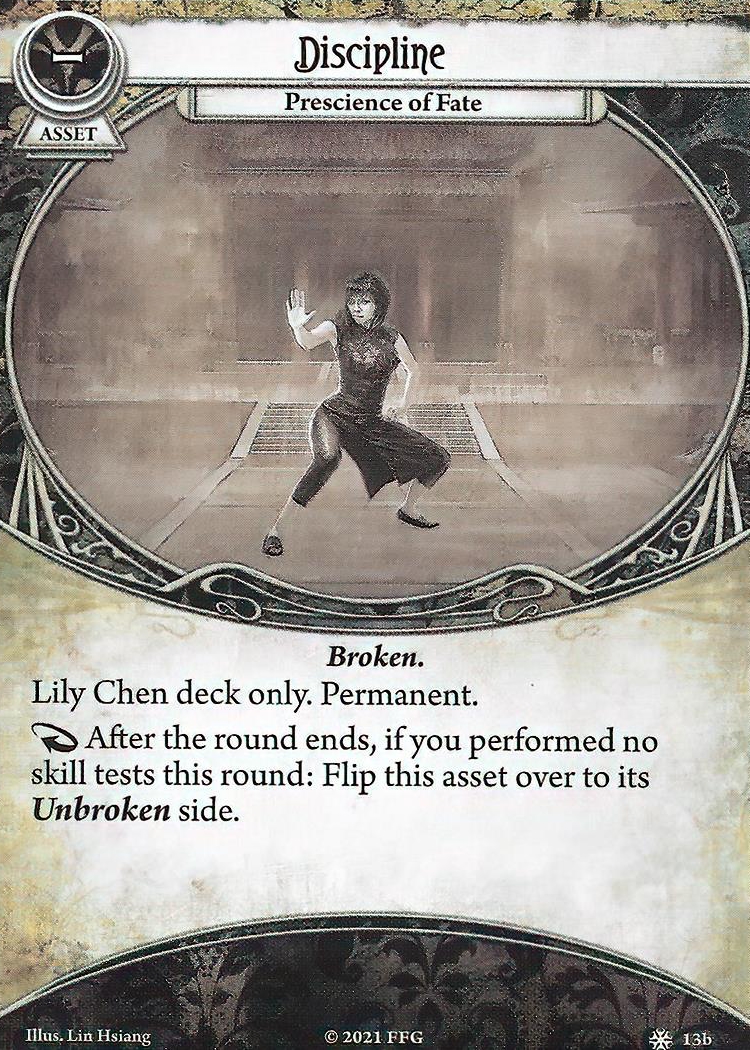 Discipline
ASSET
Prescience of Fate
Broken.
Lily Chen deck only. Permanent.
After the round ends, if you performed no
skill tests this round: Flip this asset over to its
Unbroken side.
Illus. Lin Hsiang
© 2021 FFG
13b